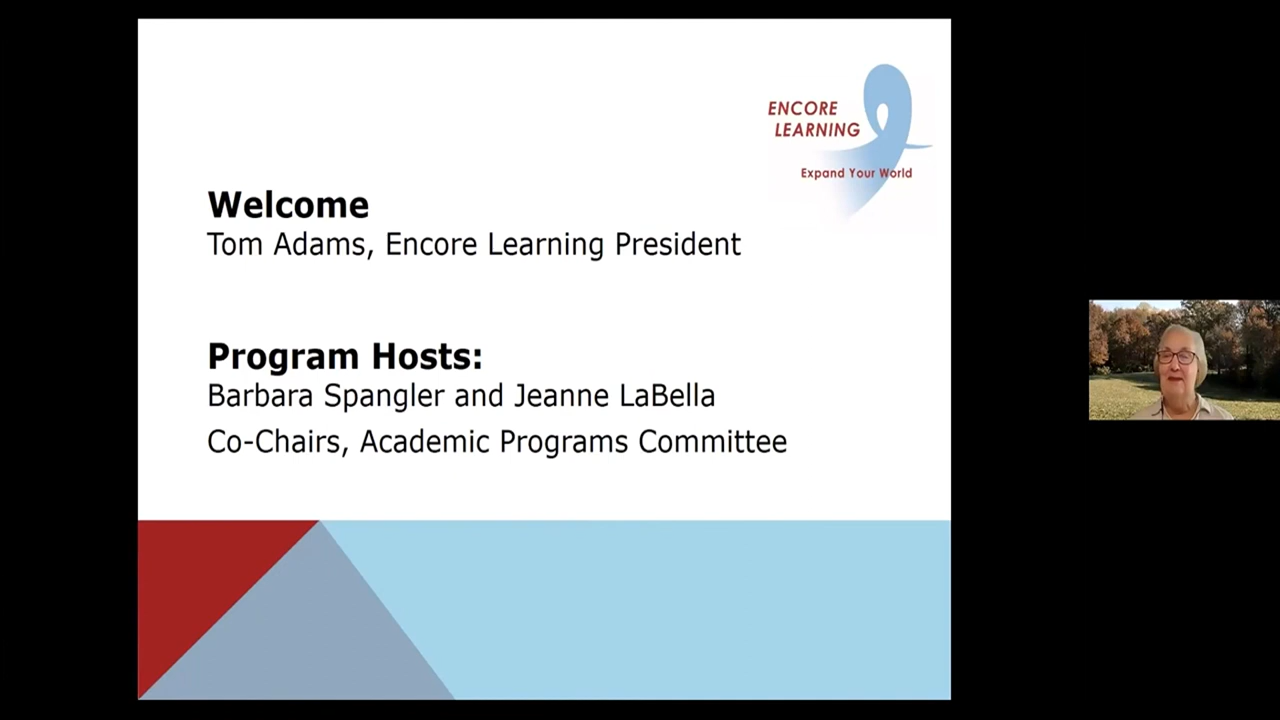 ENCORE
LEARNING
Expand Your World
Welcome
Tom Adams, Encore Learning President
Program Hosts:
Barbara Spangler and Jeanne LaBella
Co-Chairs, Academic Programs Committee